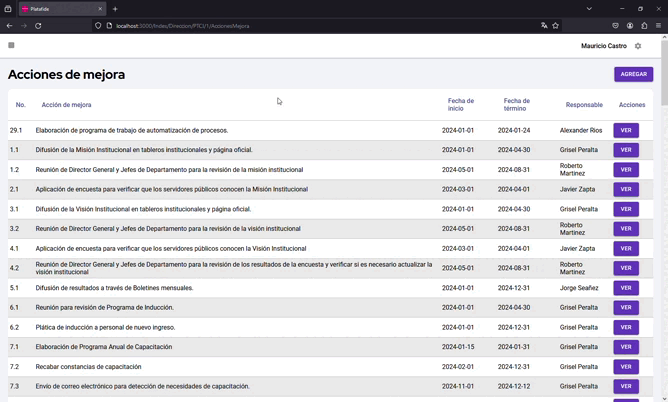 Platafide
localhost:3000/Index/Direccion/PTCI/1/AccionesMejora
Mauricio Castro
Acciones de mejora
AGREGAR
No. Acción de mejora Fecha de inicio Fecha de término Responsable Acciones
29.1 Elaboración de programa de trabajo de automatización de procesos. 2024-01-01 2024-01-24 Alexander Rios VER
1.1 Difusión de la Misión Institucional en tableros institucionales y página oficial. 2024-01-01 2024-04-30 Grisel Peralta VER
1.2 Reunión de Director General y Jefes de Departamento para la revisión de la misión institucional 2024-05-01 2024-08-31 Roberto Martinez VER
2.1 Aplicación de encuesta para verificar que los servidores públicos conocen la Misión Institucional 2024-03-01 2024-04-01 Javier Zapta VER
3.1 Difusión de la Visión Institucional en tableros institucionales y página oficial. 2024-01-01 2024-04-30 Grisel Peralta VER
3.2 Reunión de Director General y Jefes de Departamento para la revisión de la visión institucional 2024-05-01 2024-08-31 Roberto Martinez VER
4.1 Aplicación de encuesta para verificar que los servidores públicos conocen la Visión Institucional 2024-03-01 2024-04-01 Javier Zapta VER
4.2 Reunión de Director General y Jefes de Departamento para la revisión de los resultados de la encuesta y verificar si es necesario actualizar la visión institucional 2024-05-01 2024-08-31 Roberto Martinez VER
5.1 Difusión de resultados a través de Boletines mensuales. 2024-01-01 2024-12-31 Jorge Seañez VER
6.1 Reunión para revisión de Programa de Inducción. 2024-01-01 2024-04-30 Grisel Peralta VER
6.2 Plática de inducción a personal de nuevo ingreso. 2024-01-01 2024-12-31 Grisel Peralta VER
7.1 Elaboración de Programa Anual de Capacitación 2024-01-15 2024-01-31 Grisel Peralta VER
7.2 Recabar constancias de capacitación 2024-02-01 2024-12-31 Grisel Peralta VER
7.3 Envío de correo electrónico para detección de necesidades de capacitación. 2024-11-01 2024-12-12 Grisel Peralta VER